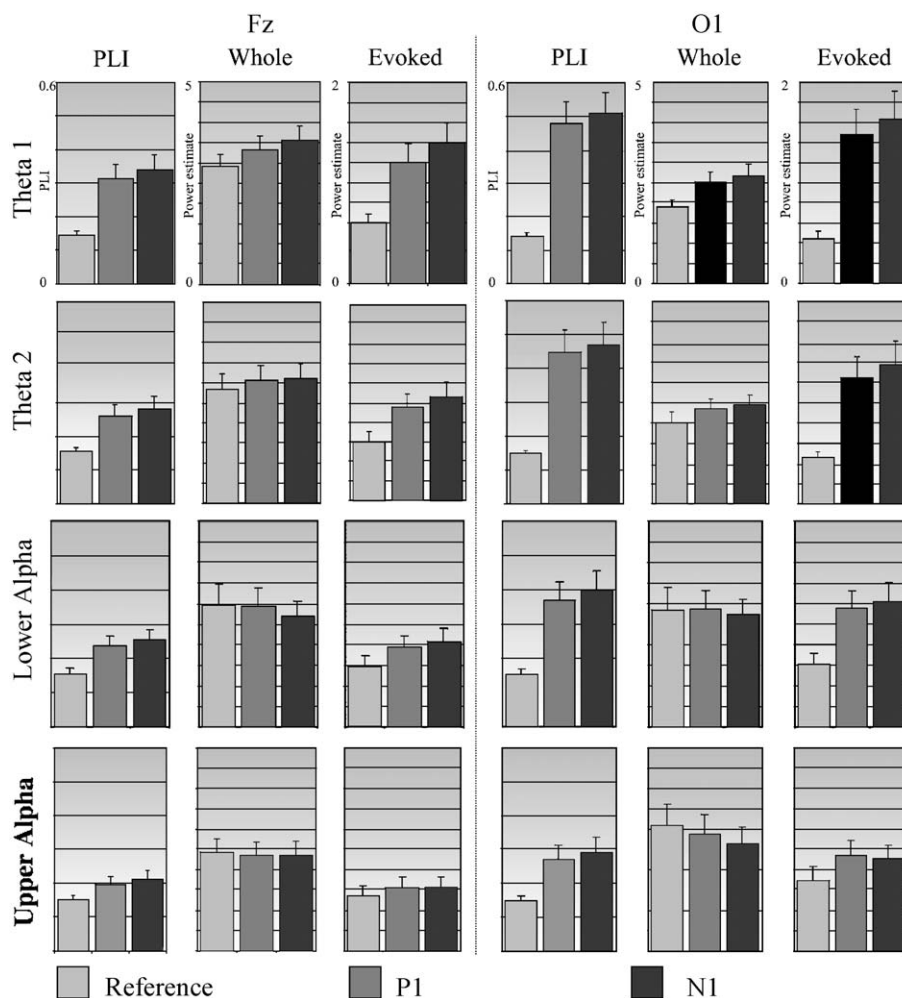 Fz O1
PLI Whole Evoked PLI Whole Evoked
Theta 1
0.6 5 2 0.6 5 2
PLI Power estimate Power estimate PLI Power estimate Power estimate
0 0 0 0 0 0
Theta 2
Lower Alpha
Upper Alpha
Reference P1 N1